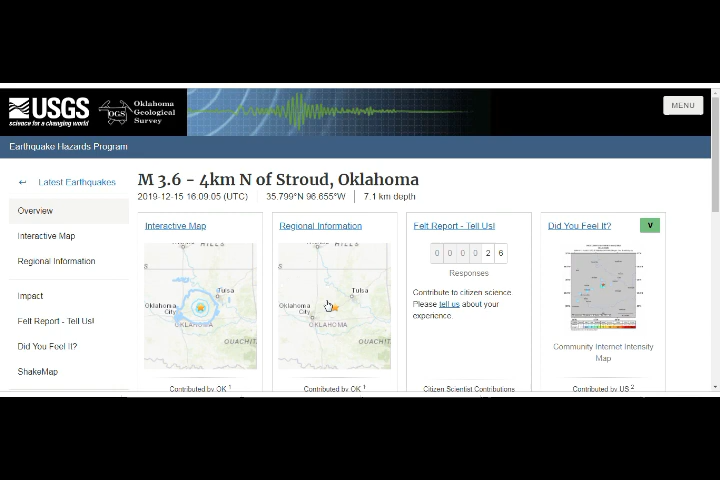 USGS
science for a changing world
OGS
Oklahoma
Geological
Survey
MENU
Earthquake Hazards Program
Latest Earthquakes
Overview
Interactive Map
Regional Information
Impact
Felt Report - Tell Us!
Did You Feel It?
ShakeMap
M 3.6 - 4km N of Stroud, Oklahoma
2019-12-15 16:09:05 (UTC) 35.799°N 96.655°W 7.1 km depth
Interactive Map
HILLS
Tulsa
Oklahoma
City
OKLAHOMA
OUACHIT
Contributed by OK 1
Regional Information
HILLS
Tulsa
Oklahoma
City
OKLAHOMA
OUACHIT
Contributed by OK 1
Felt Report - Tell Us!
0 0 0 0 2 6
Responses
Contribute to citizen science.
Please tell us about your
experience.
Citizen Scientist Contributions
Did You Feel It?
V
Community Internet Intensity
Map
Contributed by US 2